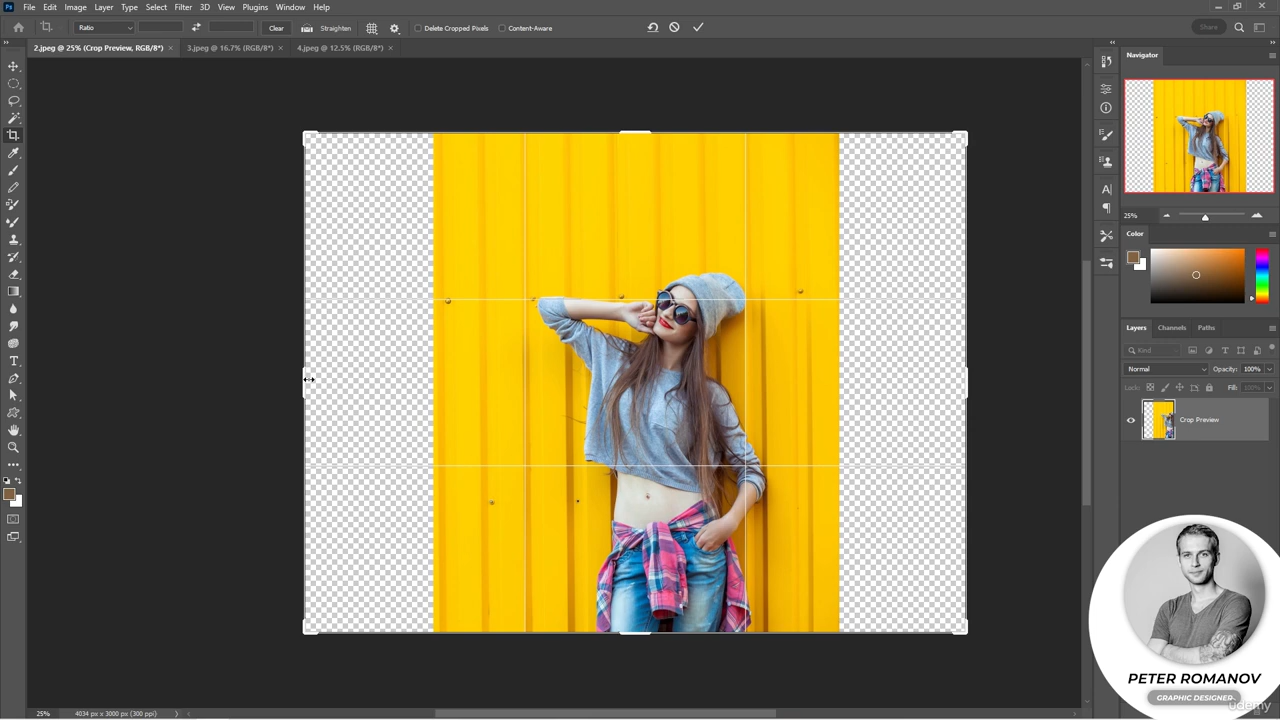 Ps File Edit Image Layer Type Select Filter 3D View Plugins Window Help
Ratio Clear Straighten Delete Cropped Pixels Content-Aware Share
2.jpeg @ 25% (Crop Preview, RGB/8*) × 3.jpeg @ 16.7% (RGB/8*) × 4.jpeg @ 12.5% (RGB/8*) ×
Navigator
25%
Color
Layers Channels Paths
Kind
Normal Opacity: 100%
Lock: Fill: 100%
Crop Preview
PETER ROMANOV
GRAPHIC DESIGNER
udemy
25% 4034 px x 3000 px (300 ppi)